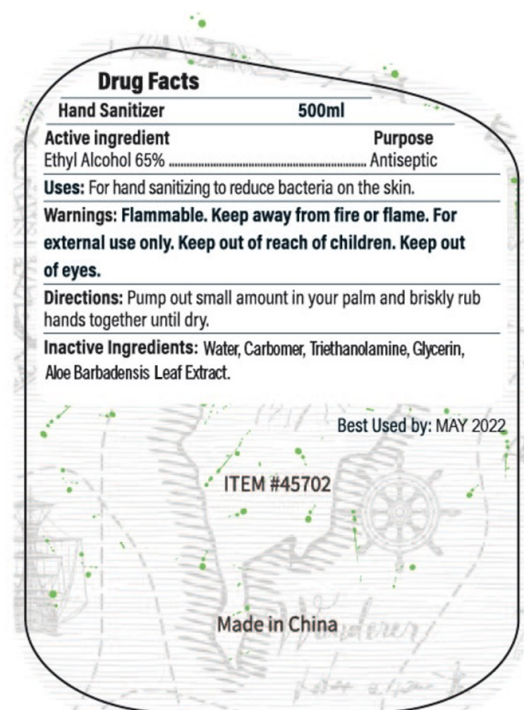 Drug Facts
Hand Sanitizer 500ml
Active ingredient Purpose
Ethyl Alcohol 65% ........................................................................ Antiseptic
Uses: For hand sanitizing to reduce bacteria on the skin.
Warnings: Flammable. Keep away from fire or flame. For
external use only. Keep out of reach of children. Keep out
of eyes.
Directions: Pump out small amount in your palm and briskly rub
hands together until dry.
Inactive Ingredients: Water, Carbomer, Triethanolamine, Glycerin,
Aloe Barbadensis Leaf Extract.
Best Used by: MAY 2022
ITEM #45702
Made in China
Wanderer